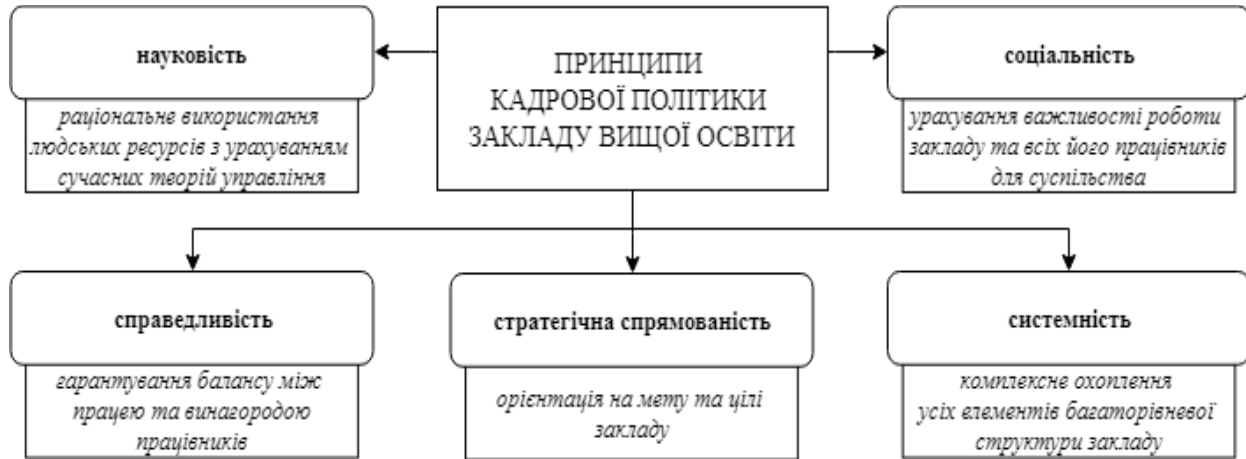 науковість
раціональне використання
людських ресурсів з урахуванням
сучасних теорій управління
ПРИНЦИПИ
КАДРОВОЇ ПОЛІТИКИ
ЗАКЛАДУ ВИЩОЇ ОСВІТИ
соціальність
урахування важливості роботи
закладу та всіх його працівників
для суспільства
справедливість
гарантування балансу між
працею та винагородою
працівників
стратегічна спрямованість
орієнтація на мету та цілі
закладу
системність
комплексне охоплення
усіх елементів багаторівневої
структури закладу